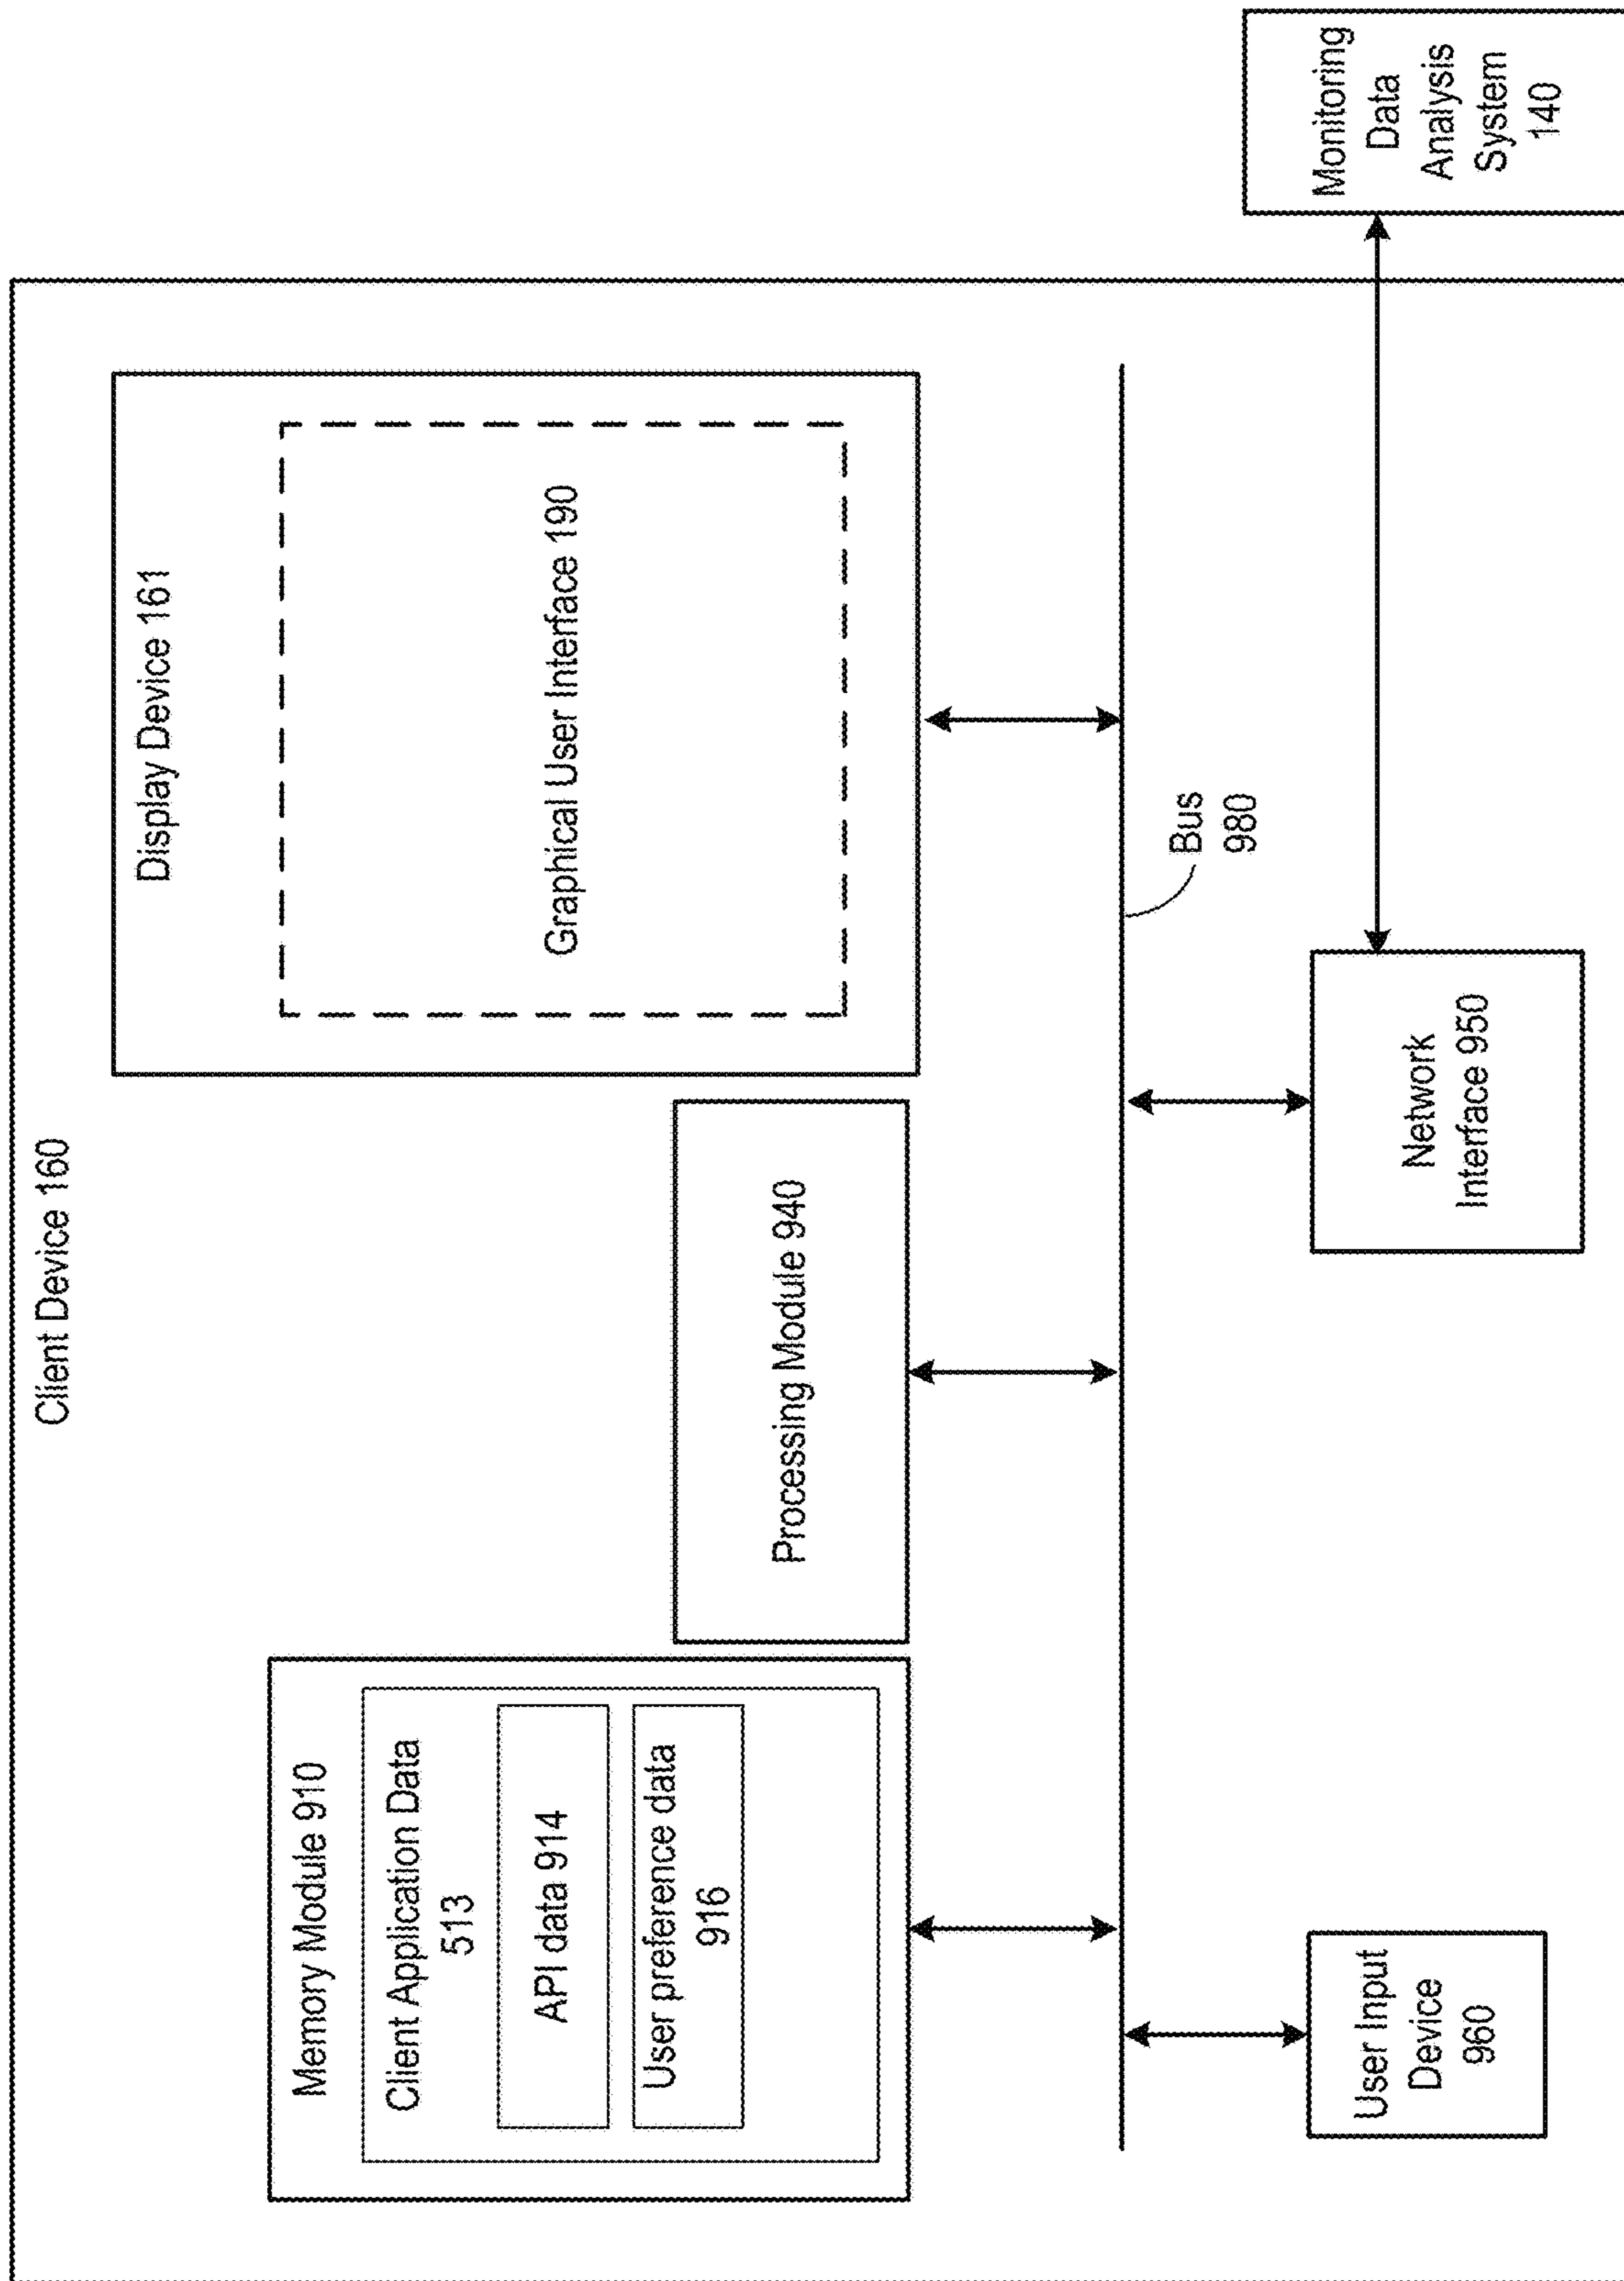 Client Device 160
Memory Module 910
Client Application Data
513
API data 914
User preference data
916
Processing Module 940
Display Device 161
Graphical User Interface 190
Bus
980
User Input
Device
960
Network
Interface 950
Monitoring
Data
Analysis
System
140